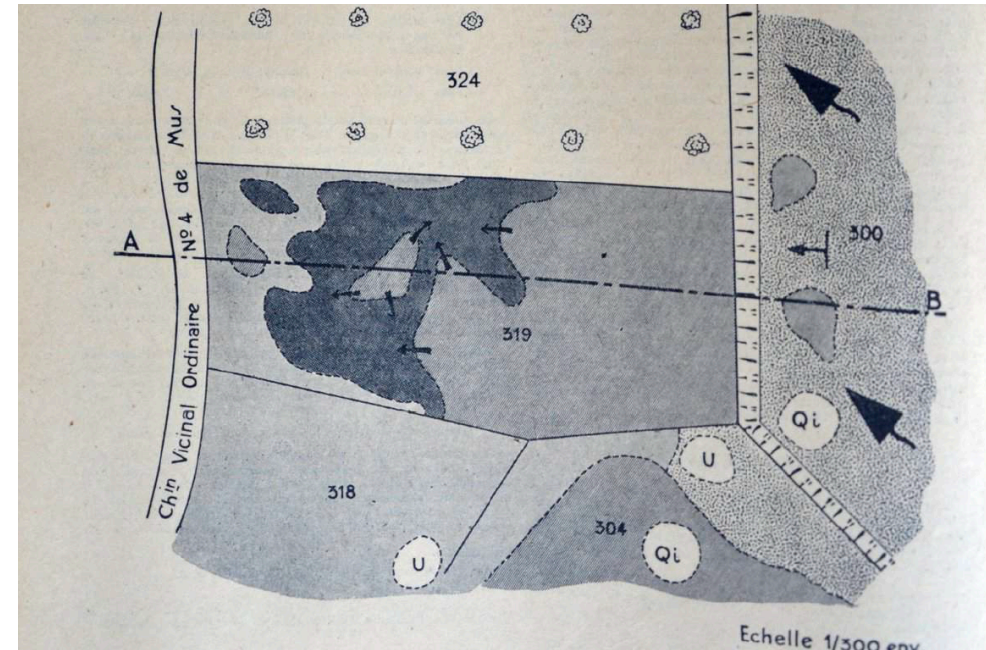 324
Chin Vicinal Ordinaire Nº 4 de Mus
A
300
B
319
Qi
U
318
304
Qi
U
Echelle 1/300 env